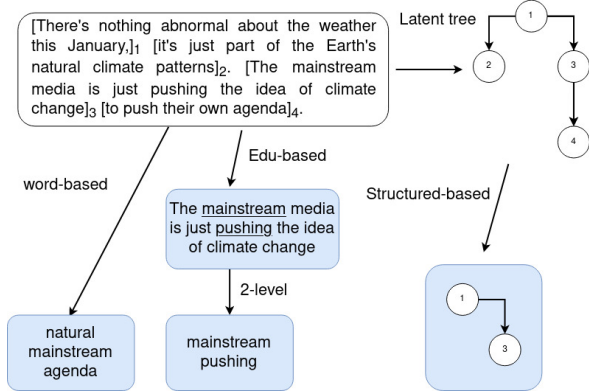 [There's nothing abnormal about the weather
this January,]1 [it's just part of the Earth's
natural climate patterns]2. [The mainstream
media is just pushing the idea of climate
change]3 [to push their own agenda]4.
Latent tree
1
2
3
4
word-based
Edu-based
Structured-based
The mainstream media
is just pushing the idea
of climate change
2-level
natural
mainstream
agenda
mainstream
pushing
1
3